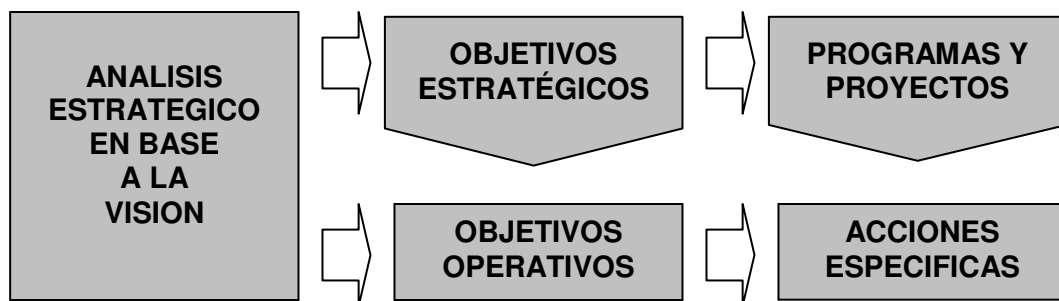 ANALISIS
ESTRATEGICO
EN BASE
A LA
VISION
OBJETIVOS
ESTRATÉGICOS
PROGRAMAS Y
PROYECTOS
OBJETIVOS
OPERATIVOS
ACCIONES
ESPECIFICAS